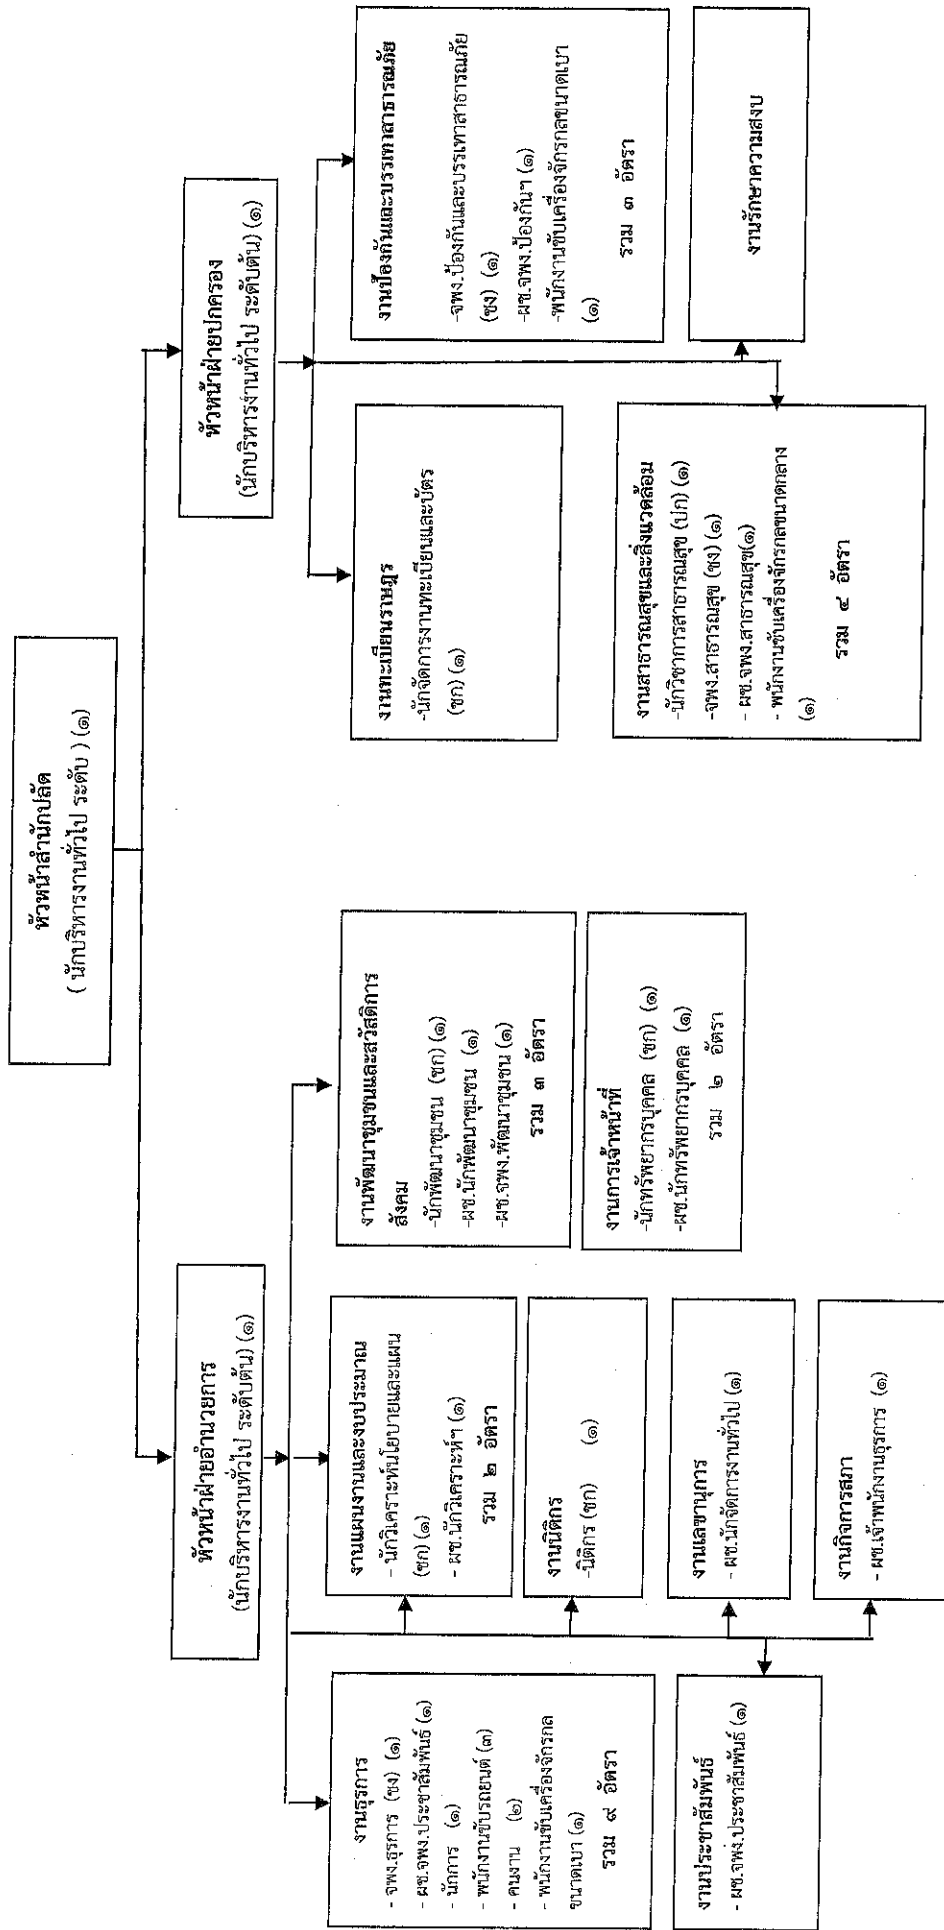 หัวหน้าสำนักปลัด
( นักบริหารงานทั่วไป ระดับ ) (๑)
หัวหน้าฝ่ายอำนวยการ
(นักบริหารงานทั่วไป ระดับต้น) (๑)
หัวหน้าฝ่ายปกครอง
(นักบริหารงานทั่วไป ระดับต้น) (๑)
งานธุรการ
- จพง.ธุรการ (ชง) (๑)
- ผช.จพง.ประชาสัมพันธ์ (๑)
- นักการ (๑)
- พนักงานขับรถยนต์ (๓)
- คนงาน (๒)
- พนักงานขับเครื่องจักรกล
ขนาดเบา (๑)
รวม ๙ อัตรา
งานประชาสัมพันธ์
- ผช.จพง.ประชาสัมพันธ์ (๑)
งานแผนงานและงบประมาณ
- นักวิเคราะห์นโยบายและแผน
(ชก) (๑)
- ผช.นักวิเคราะห์ฯ (๑)
รวม ๒ อัตรา
งานนิติกร
-นิติกร (ชก) (๑)
งานเลขานุการ
- ผช.นักจัดการงานทั่วไป (๑)
งานกิจการสภา
- ผช.เจ้าพนักงานธุรการ (๑)
งานพัฒนาชุมชนและสวัสดิการ
สังคม
-นักพัฒนาชุมชน (ชก) (๑)
-ผช.นักพัฒนาชุมชน (๑)
-ผช.จพง.พัฒนาชุมชน (๑)
รวม ๓ อัตรา
งานการเจ้าหน้าที่
-นักทรัพยากรบุคคล (ชก) (๑)
-ผช.นักทรัพยากรบุคคล (๑)
รวม ๒ อัตรา
งานทะเบียนราษฎร
-นักจัดการงานทะเบียนและบัตร
(ชก) (๑)
งานสาธารณสุขและสิ่งแวดล้อม
-นักวิชาการสาธารณสุข (ปก) (๑)
-จพง.สาธารณสุข (ชง) (๑)
- ผช.จพง.สาธารณสุข(๑)
- พนักงานขับเครื่องจักรกลขนาดกลาง
(๑)
รวม ๔ อัตรา
งานป้องกันและบรรเทาสาธารณภัย
-จพง.ป้องกันและบรรเทาสาธารณภัย
(ชง) (๑)
-ผช.จพง.ป้องกันฯ (๑)
-พนักงานขับเครื่องจักรกลขนาดเบา
(๑)
รวม ๓ อัตรา
งานรักษาความสงบ